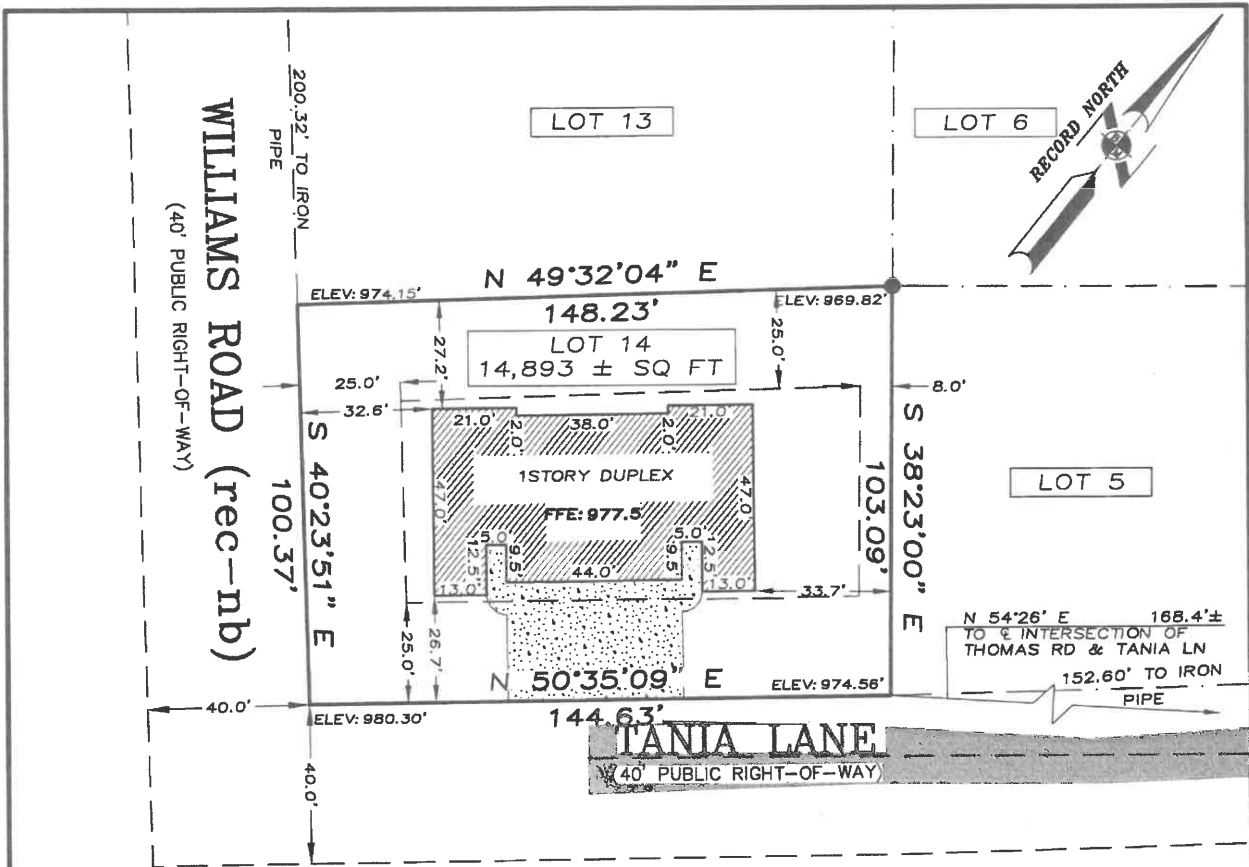 200.32' TO IRON
PIPE
WILLIAMS ROAD (rec-nb)
(40' PUBLIC RIGHT-OF-WAY)
LOT 13
LOT 6
RECORD NORTH
N 49°32'04" E
148.23'
ELEV: 974.15'
ELEV: 969.82'
LOT 14
14,893 ± SQ FT
27.2'
25.0'
25.0'
32.6'
8.0'
S 40°23'51" E
100.37'
S 38°23'00" E
103.09'
LOT 5
21.0'
2.0'
38.0'
2.0'
21.0'
1STORY DUPLEX
FFE: 977.5
47.0'
47.0'
5.0'
5.0'
12.5'
9.5'
9.5'
12.5'
44.0'
13.0'
13.0'
33.7'
25.0'
26.7'
N 54°26' E 168.4'±
TO ℄ INTERSECTION OF
THOMAS RD & TANIA LN
152.60' TO IRON
PIPE
N 50°35'09" E
144.63'
ELEV: 974.56'
ELEV: 980.30'
40.0'
40.0'
TANIA LANE
(40' PUBLIC RIGHT-OF-WAY)